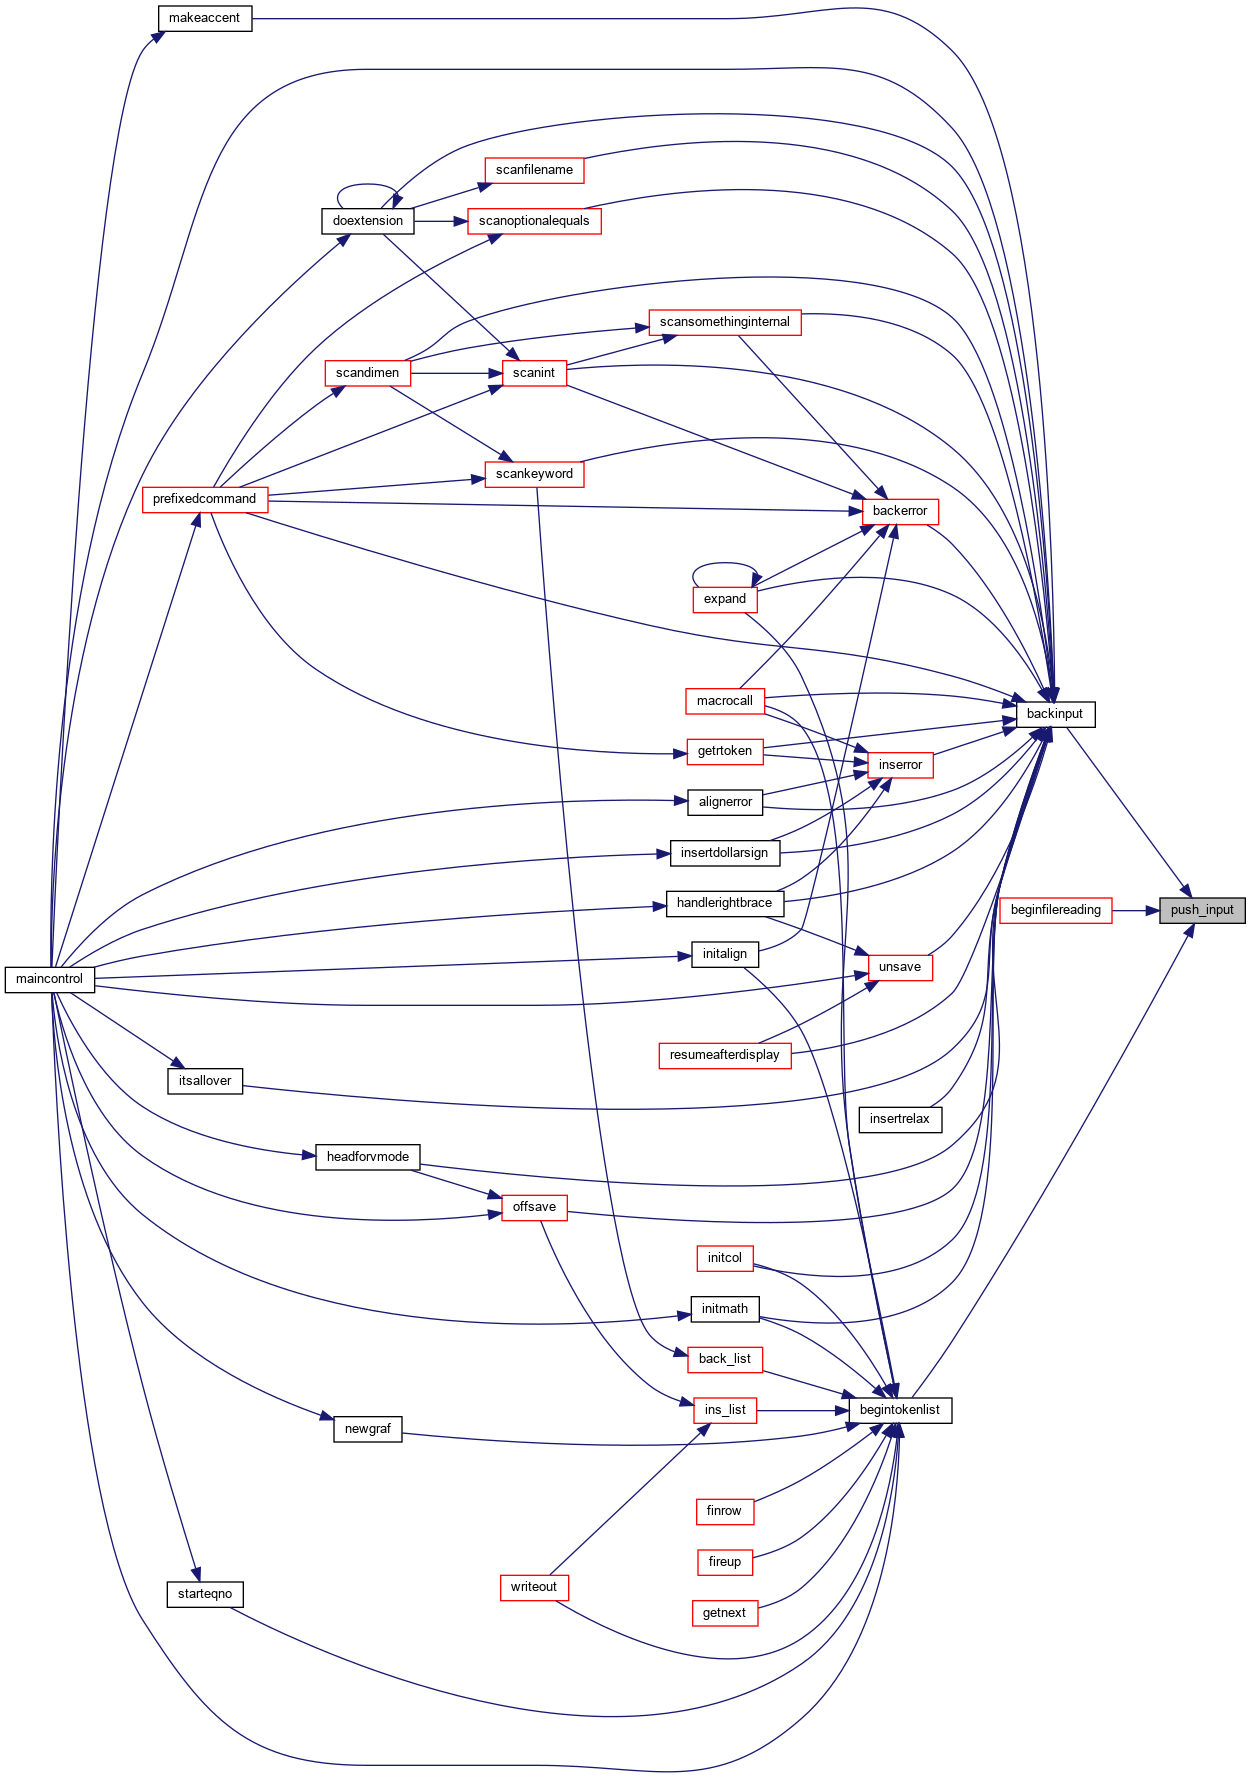 makeaccent
scanfilename
doextension
scanoptionalequals
scansomethinginternal
scandimen
scanint
scankeyword
prefixedcommand
backerror
expand
macrocall
backinput
getrtoken
inserror
alignerror
insertdollarsign
handlerightbrace
beginfilereading
push_input
initalign
unsave
maincontrol
resumeafterdisplay
itsallover
insertrelax
headforvmode
offsave
initcol
initmath
back_list
ins_list
begintokenlist
newgraf
finrow
fireup
writeout
starteqno
getnext